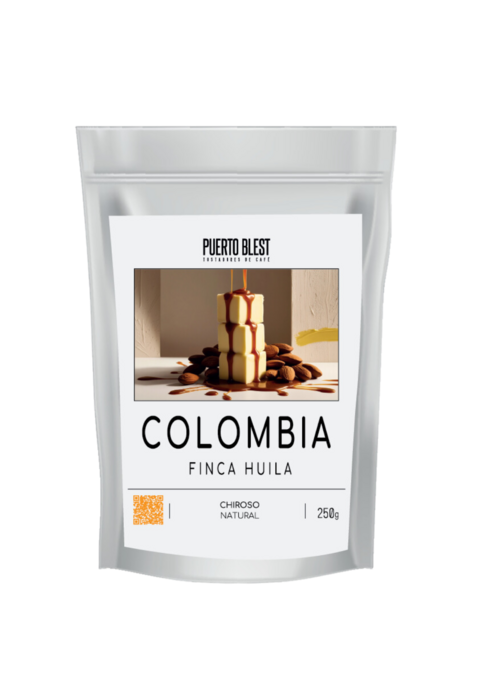 PUERTO BLEST
TOSTADORES DE CAFÉ
COLOMBIA
FINCA HUILA
CHIROSO
NATURAL
250g